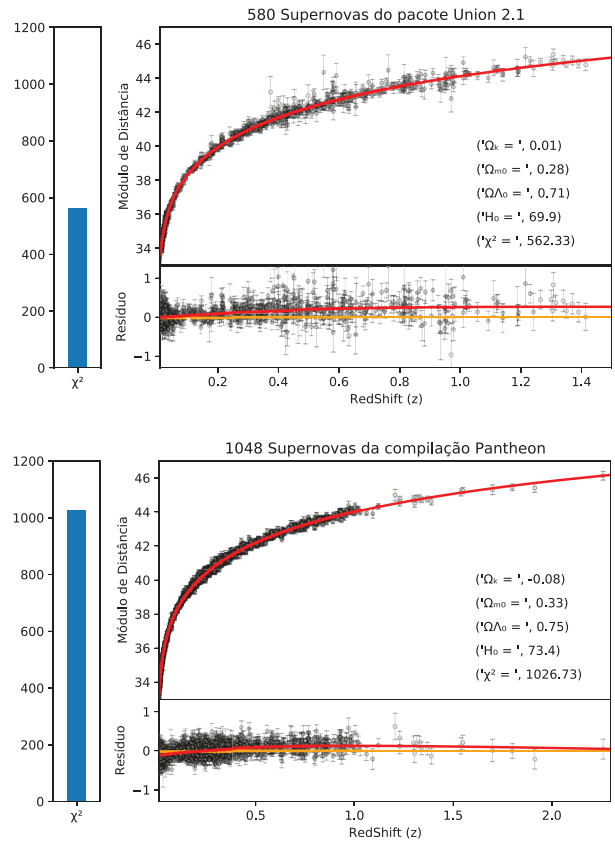 580 Supernovas do pacote Union 2.1
1200
1000
800
600
400
200
0
χ²
Módulo de Distância
46
44
42
40
38
36
34
('Ωₖ = ', 0.01)
('Ωₘ₀ = ', 0.28)
('ΩΛ₀ = ', 0.71)
('H₀ = ', 69.9)
('χ² = ', 562.33)
Resíduo
1
0
−1
0.2 0.4 0.6 0.8 1.0 1.2 1.4
RedShift (z)
1048 Supernovas da compilação Pantheon
1200
1000
800
600
400
200
0
χ²
Módulo de Distância
46
44
42
40
38
36
34
('Ωₖ = ', -0.08)
('Ωₘ₀ = ', 0.33)
('ΩΛ₀ = ', 0.75)
('H₀ = ', 73.4)
('χ² = ', 1026.73)
Resíduo
1
0
−1
0.5 1.0 1.5 2.0
RedShift (z)